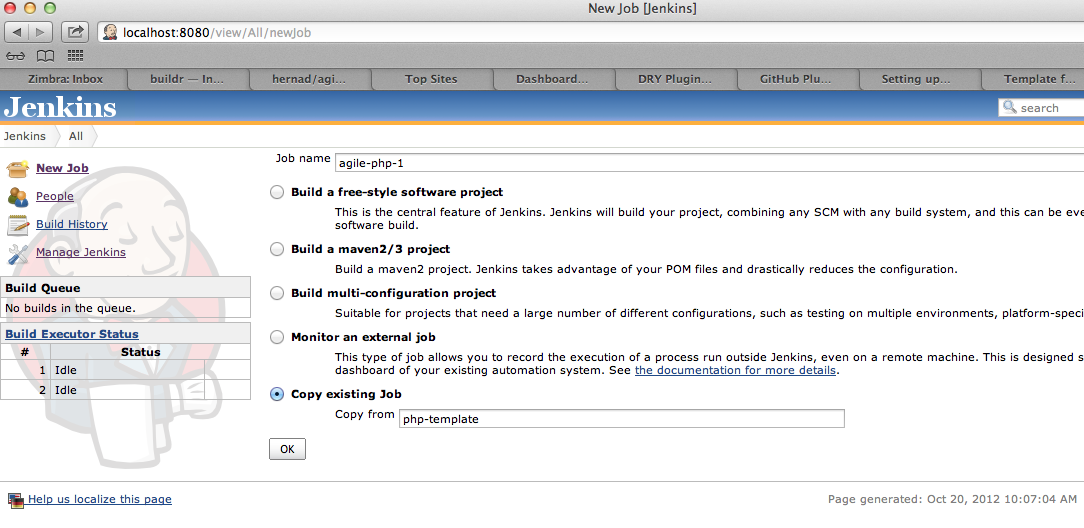 New Job [Jenkins]
localhost:8080/view/All/newJob
Zimbra: Inbox buildr — In... hernad/agi... Top Sites Dashboard... DRY Plugin... GitHub Plu... Setting up... Template f...
Jenkins
search
Jenkins All
New Job
People
Build History
Manage Jenkins
Build Queue
No builds in the queue.
Build Executor Status
# Status
1 Idle
2 Idle
Job name agile-php-1
Build a free-style software project
This is the central feature of Jenkins. Jenkins will build your project, combining any SCM with any build system, and this can be eve
software build.
Build a maven2/3 project
Build a maven2 project. Jenkins takes advantage of your POM files and drastically reduces the configuration.
Build multi-configuration project
Suitable for projects that need a large number of different configurations, such as testing on multiple environments, platform-speci
Monitor an external job
This type of job allows you to record the execution of a process run outside Jenkins, even on a remote machine. This is designed s
dashboard of your existing automation system. See the documentation for more details.
Copy existing Job
Copy from php-template
OK
Help us localize this page
Page generated: Oct 20, 2012 10:07:04 AM